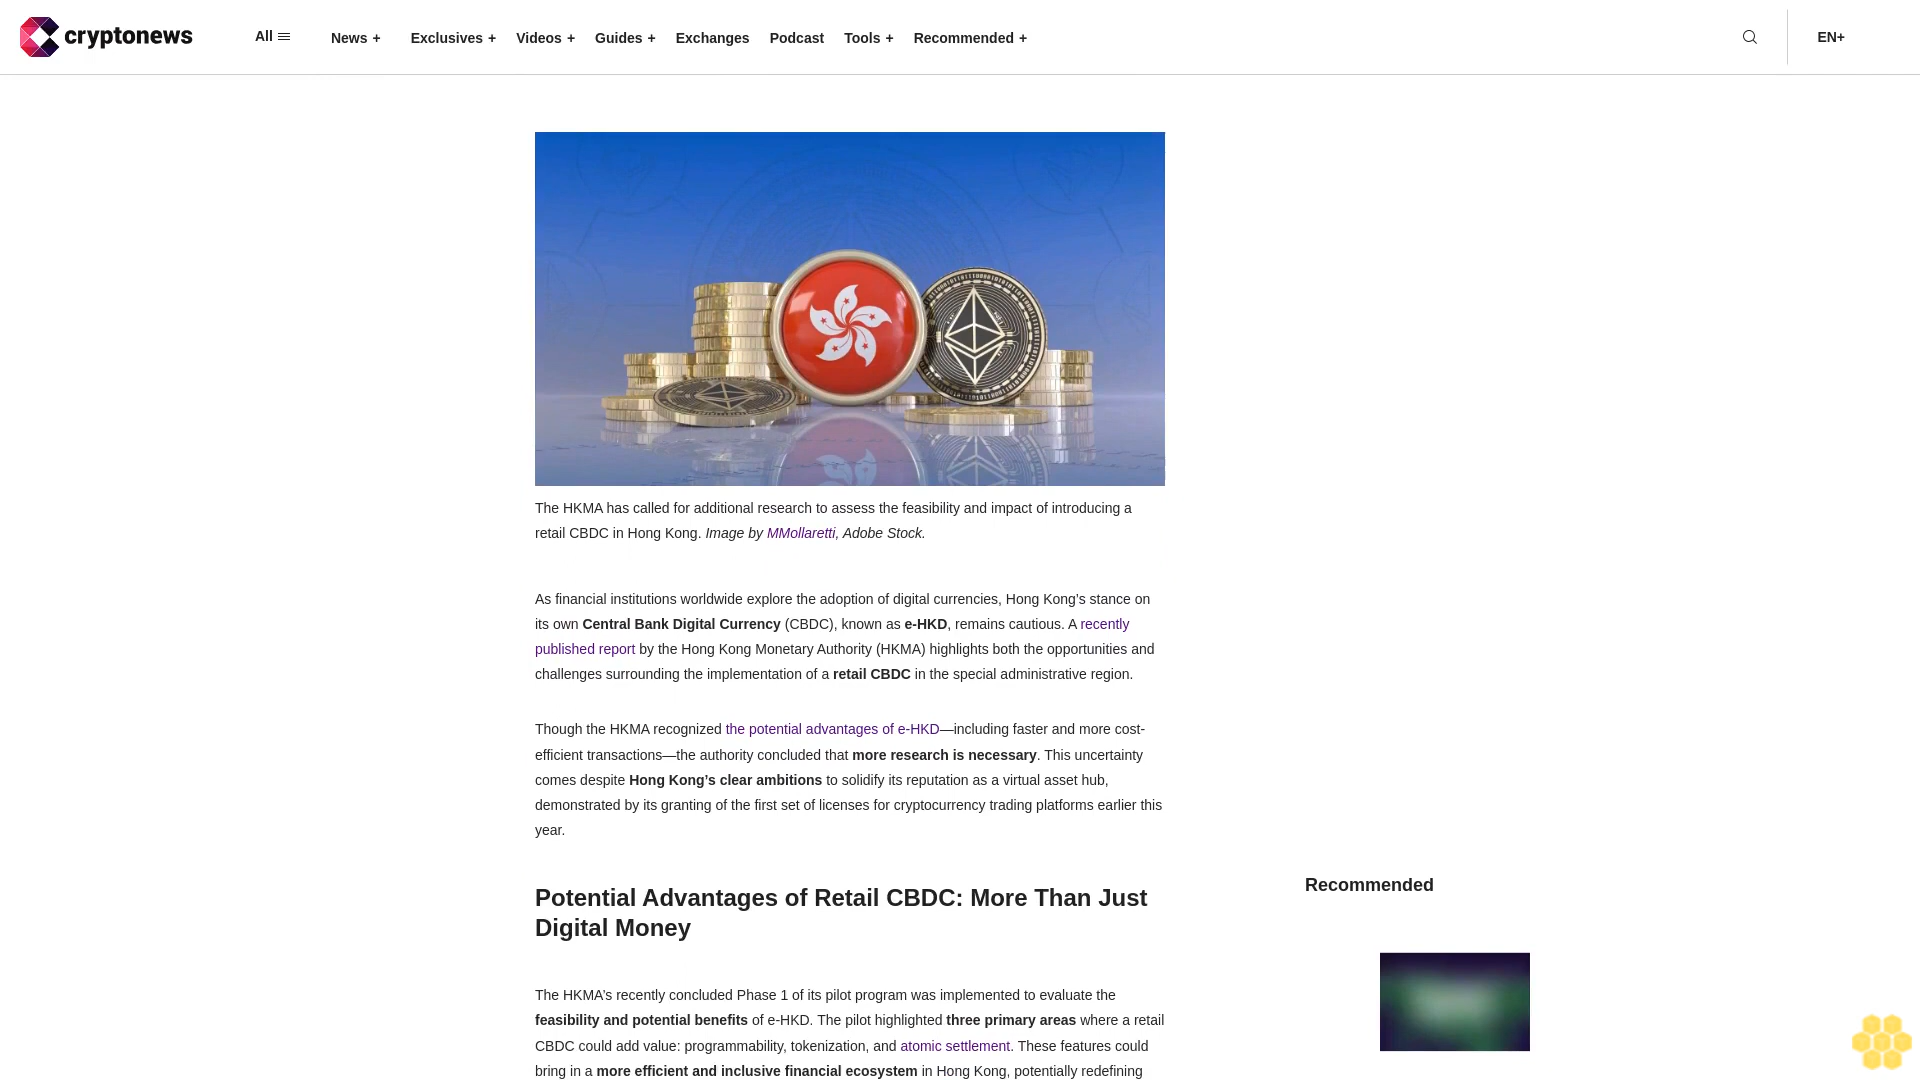 cryptonews
All
News +
Exclusives +
Videos +
Guides +
Exchanges
Podcast
Tools +
Recommended +
EN+
The HKMA has called for additional research to assess the feasibility and impact of introducing a
retail CBDC in Hong Kong. Image by MMollaretti, Adobe Stock.
As financial institutions worldwide explore the adoption of digital currencies, Hong Kong’s stance on
its own Central Bank Digital Currency (CBDC), known as e-HKD, remains cautious. A recently
published report by the Hong Kong Monetary Authority (HKMA) highlights both the opportunities and
challenges surrounding the implementation of a retail CBDC in the special administrative region.
Though the HKMA recognized the potential advantages of e-HKD—including faster and more cost-
efficient transactions—the authority concluded that more research is necessary. This uncertainty
comes despite Hong Kong’s clear ambitions to solidify its reputation as a virtual asset hub,
demonstrated by its granting of the first set of licenses for cryptocurrency trading platforms earlier this
year.
Potential Advantages of Retail CBDC: More Than Just
Digital Money
The HKMA’s recently concluded Phase 1 of its pilot program was implemented to evaluate the
feasibility and potential benefits of e-HKD. The pilot highlighted three primary areas where a retail
CBDC could add value: programmability, tokenization, and atomic settlement. These features could
bring in a more efficient and inclusive financial ecosystem in Hong Kong, potentially redefining
Recommended